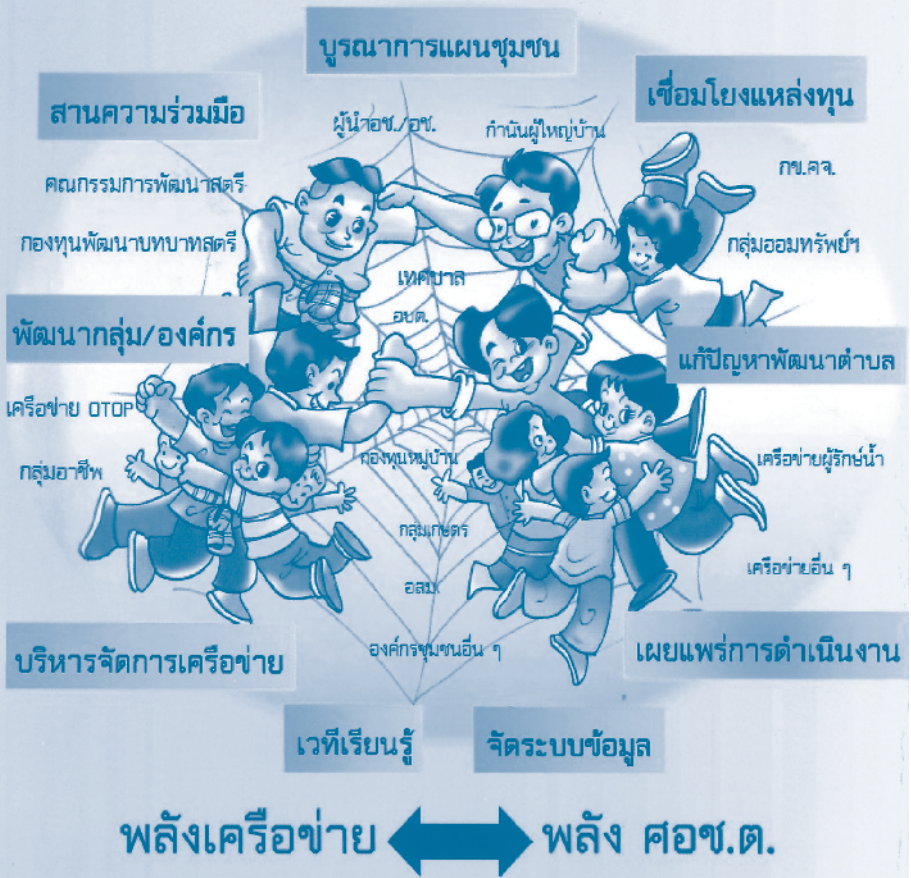 บูรณาการแผนชุมชน
สานความร่วมมือ
เชื่อมโยงแหล่งทุน
ผู้นำอช./อช.
กำนันผู้ใหญ่บ้าน
คณกรรมการพัฒนาสตรี
กข.คจ.
กองทุนพัฒนาบทบาทสตรี
กลุ่มออมทรัพย์ฯ
เทศบาล
อบต.
พัฒนากลุ่ม/องค์กร
แก้ปัญหาพัฒนาตำบล
เครือข่าย OTOP
กลุ่มอาชีพ
กองทุนหมู่บ้าน
เครือข่ายผู้รักษ์น้ำ
กลุ่มเกษตร
เครือข่ายอื่น ๆ
อสม.
บริหารจัดการเครือข่าย
องค์กรชุมชนอื่น ๆ
เผยแพร่การดำเนินงาน
เวทีเรียนรู้
จัดระบบข้อมูล
พลังเครือข่าย พลัง ศอช.ต.